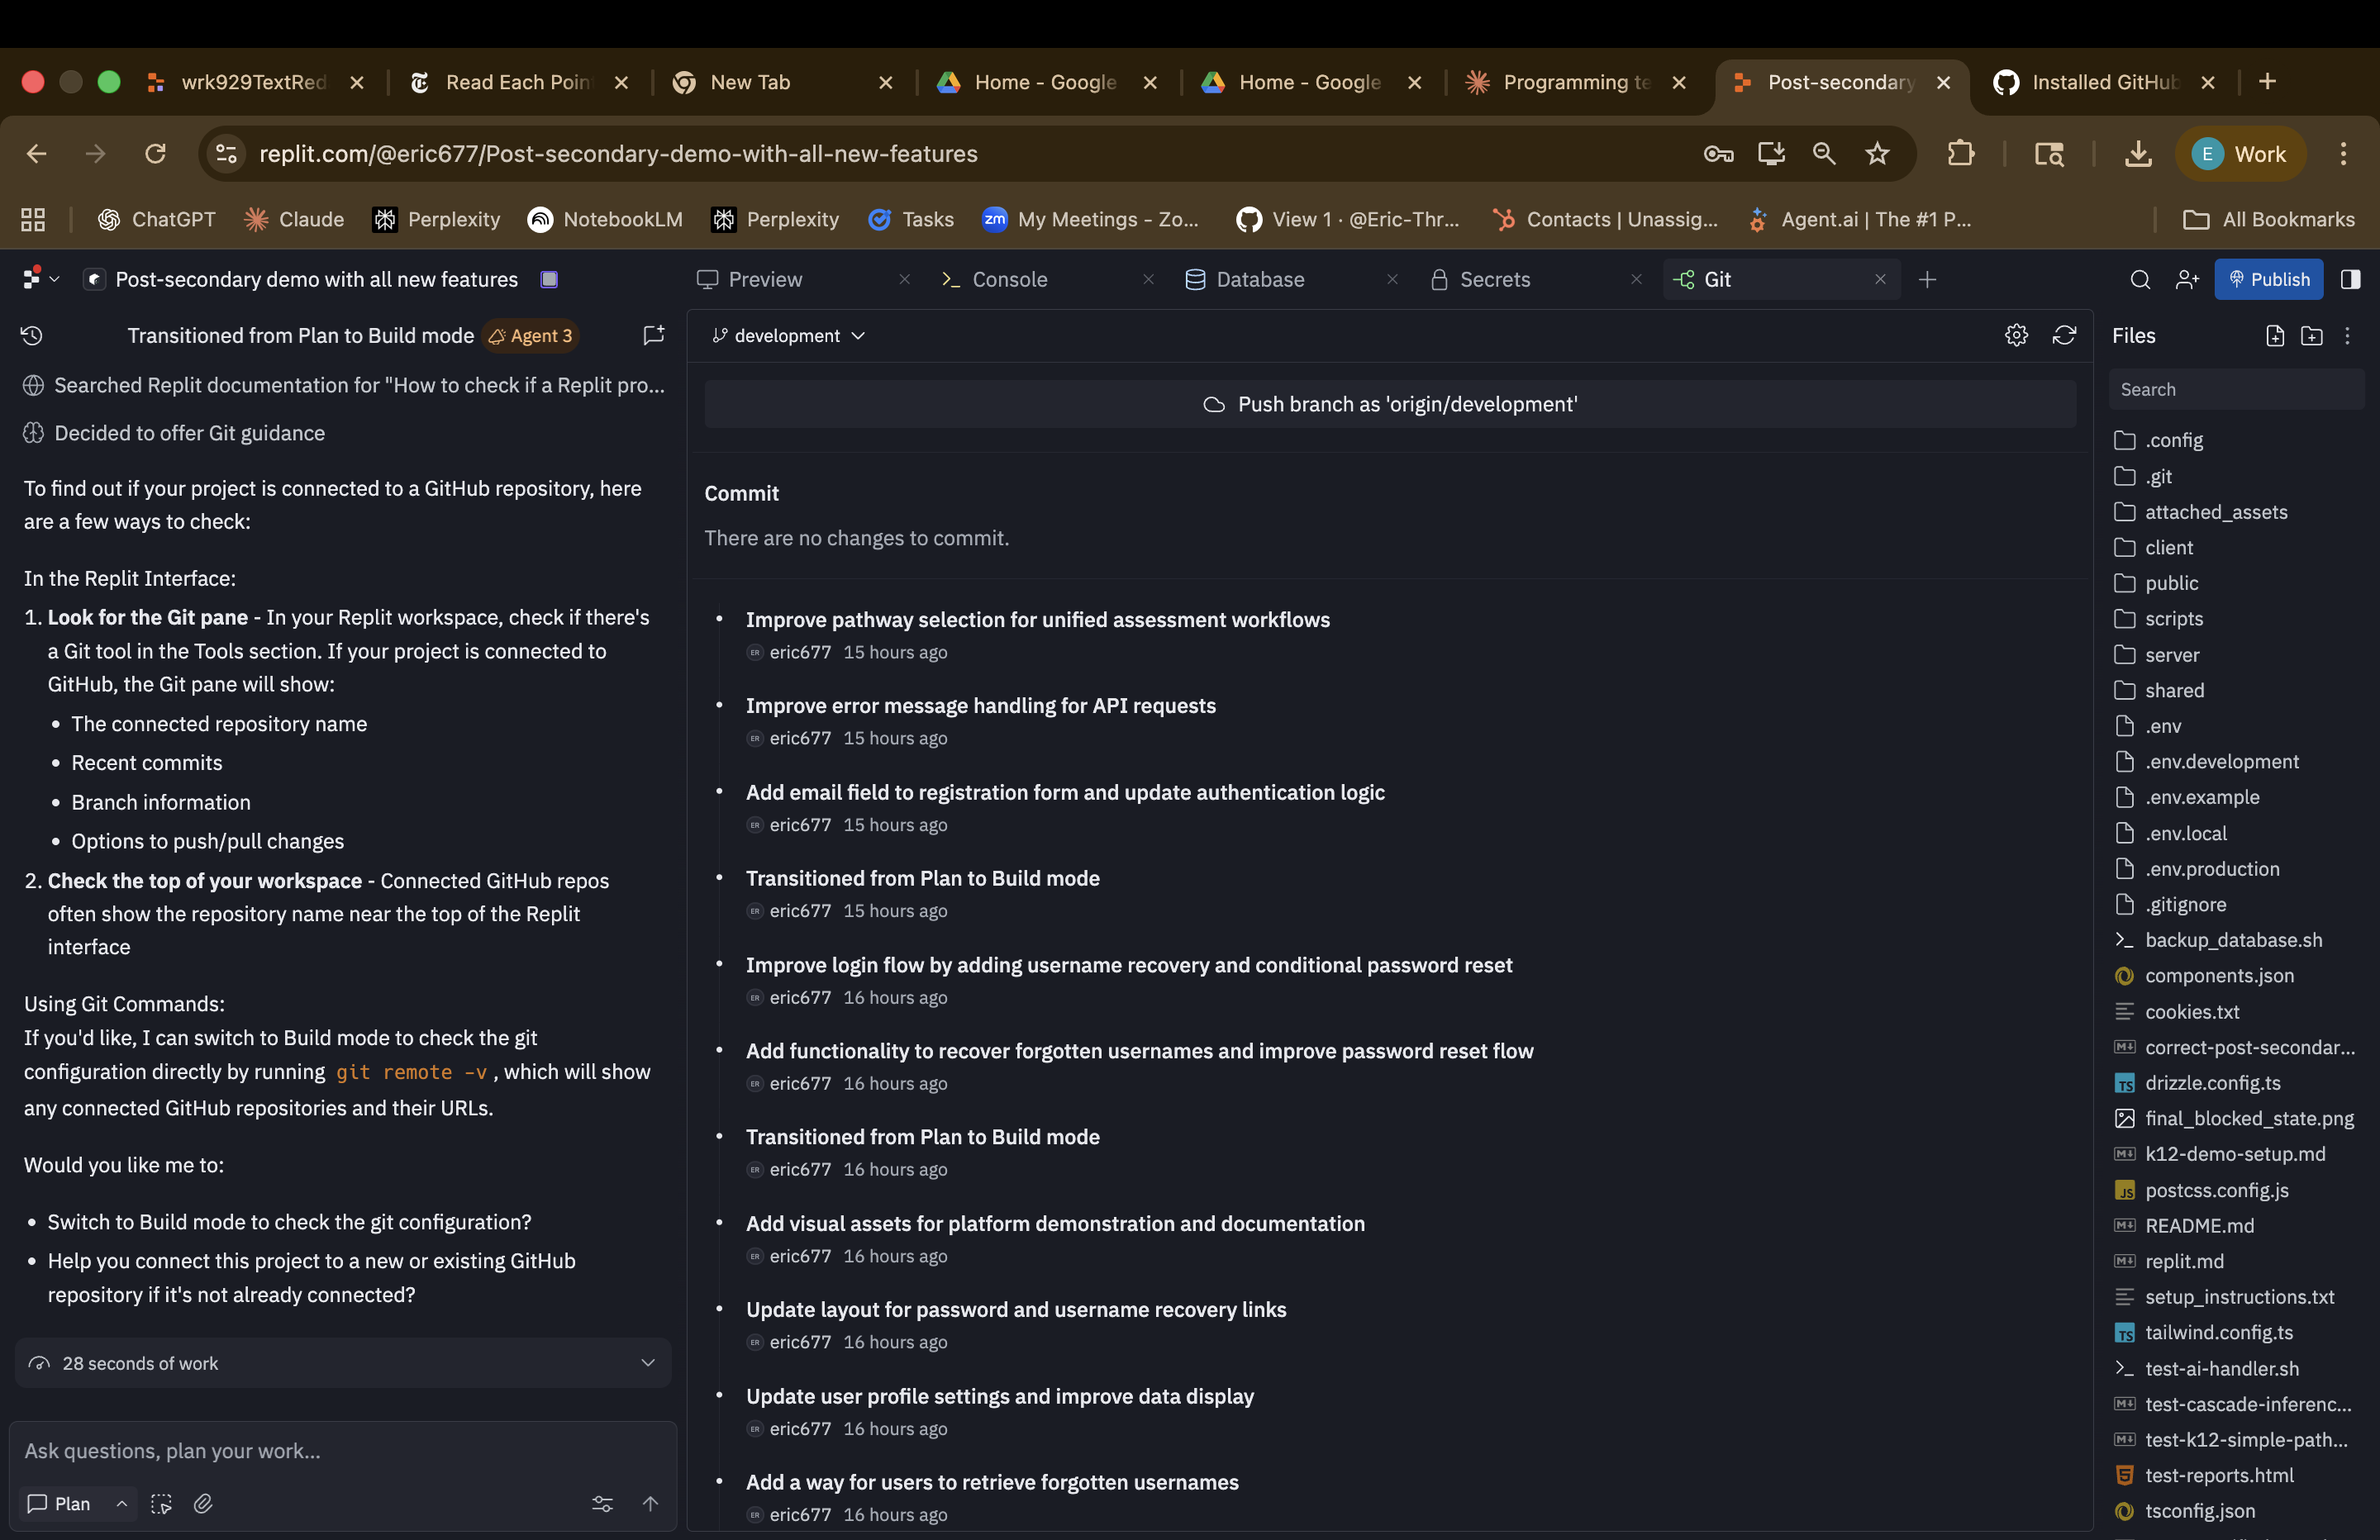 wrk929TextRed
Read Each Poin
New Tab
Home - Google
Home - Google
Programming te
Post-secondary
Installed GitHub
replit.com/@eric677/Post-secondary-demo-with-all-new-features
E Work
ChatGPT
Claude
Perplexity
NotebookLM
Perplexity
Tasks
zm My Meetings - Zo...
View 1 · @Eric-Thr...
Contacts | Unassig...
Agent.ai | The #1 P...
All Bookmarks
Post-secondary demo with all new features
Preview
Console
Database
Secrets
Git
Publish
Transitioned from Plan to Build mode Agent 3
Searched Replit documentation for "How to check if a Replit pro...
Decided to offer Git guidance
To find out if your project is connected to a GitHub repository, here
are a few ways to check:
In the Replit Interface:
1. Look for the Git pane - In your Replit workspace, check if there's
a Git tool in the Tools section. If your project is connected to
GitHub, the Git pane will show:
• The connected repository name
• Recent commits
• Branch information
• Options to push/pull changes
2. Check the top of your workspace - Connected GitHub repos
often show the repository name near the top of the Replit
interface
Using Git Commands:
If you'd like, I can switch to Build mode to check the git
configuration directly by running git remote -v, which will show
any connected GitHub repositories and their URLs.
Would you like me to:
• Switch to Build mode to check the git configuration?
• Help you connect this project to a new or existing GitHub
repository if it's not already connected?
28 seconds of work
Ask questions, plan your work...
Plan
development
Push branch as 'origin/development'
Commit
There are no changes to commit.
• Improve pathway selection for unified assessment workflows
ER eric677 15 hours ago
• Improve error message handling for API requests
ER eric677 15 hours ago
• Add email field to registration form and update authentication logic
ER eric677 15 hours ago
• Transitioned from Plan to Build mode
ER eric677 15 hours ago
• Improve login flow by adding username recovery and conditional password reset
ER eric677 16 hours ago
• Add functionality to recover forgotten usernames and improve password reset flow
ER eric677 16 hours ago
• Transitioned from Plan to Build mode
ER eric677 16 hours ago
• Add visual assets for platform demonstration and documentation
ER eric677 16 hours ago
• Update layout for password and username recovery links
ER eric677 16 hours ago
• Update user profile settings and improve data display
ER eric677 16 hours ago
• Add a way for users to retrieve forgotten usernames
ER eric677 16 hours ago
Files
Search
.config
.git
attached_assets
client
public
scripts
server
shared
.env
.env.development
.env.example
.env.local
.env.production
.gitignore
backup_database.sh
components.json
cookies.txt
correct-post-secondar...
TS drizzle.config.ts
final_blocked_state.png
k12-demo-setup.md
JS postcss.config.js
README.md
replit.md
setup_instructions.txt
TS tailwind.config.ts
test-ai-handler.sh
test-cascade-inferenc...
test-k12-simple-path...
test-reports.html
tsconfig.json